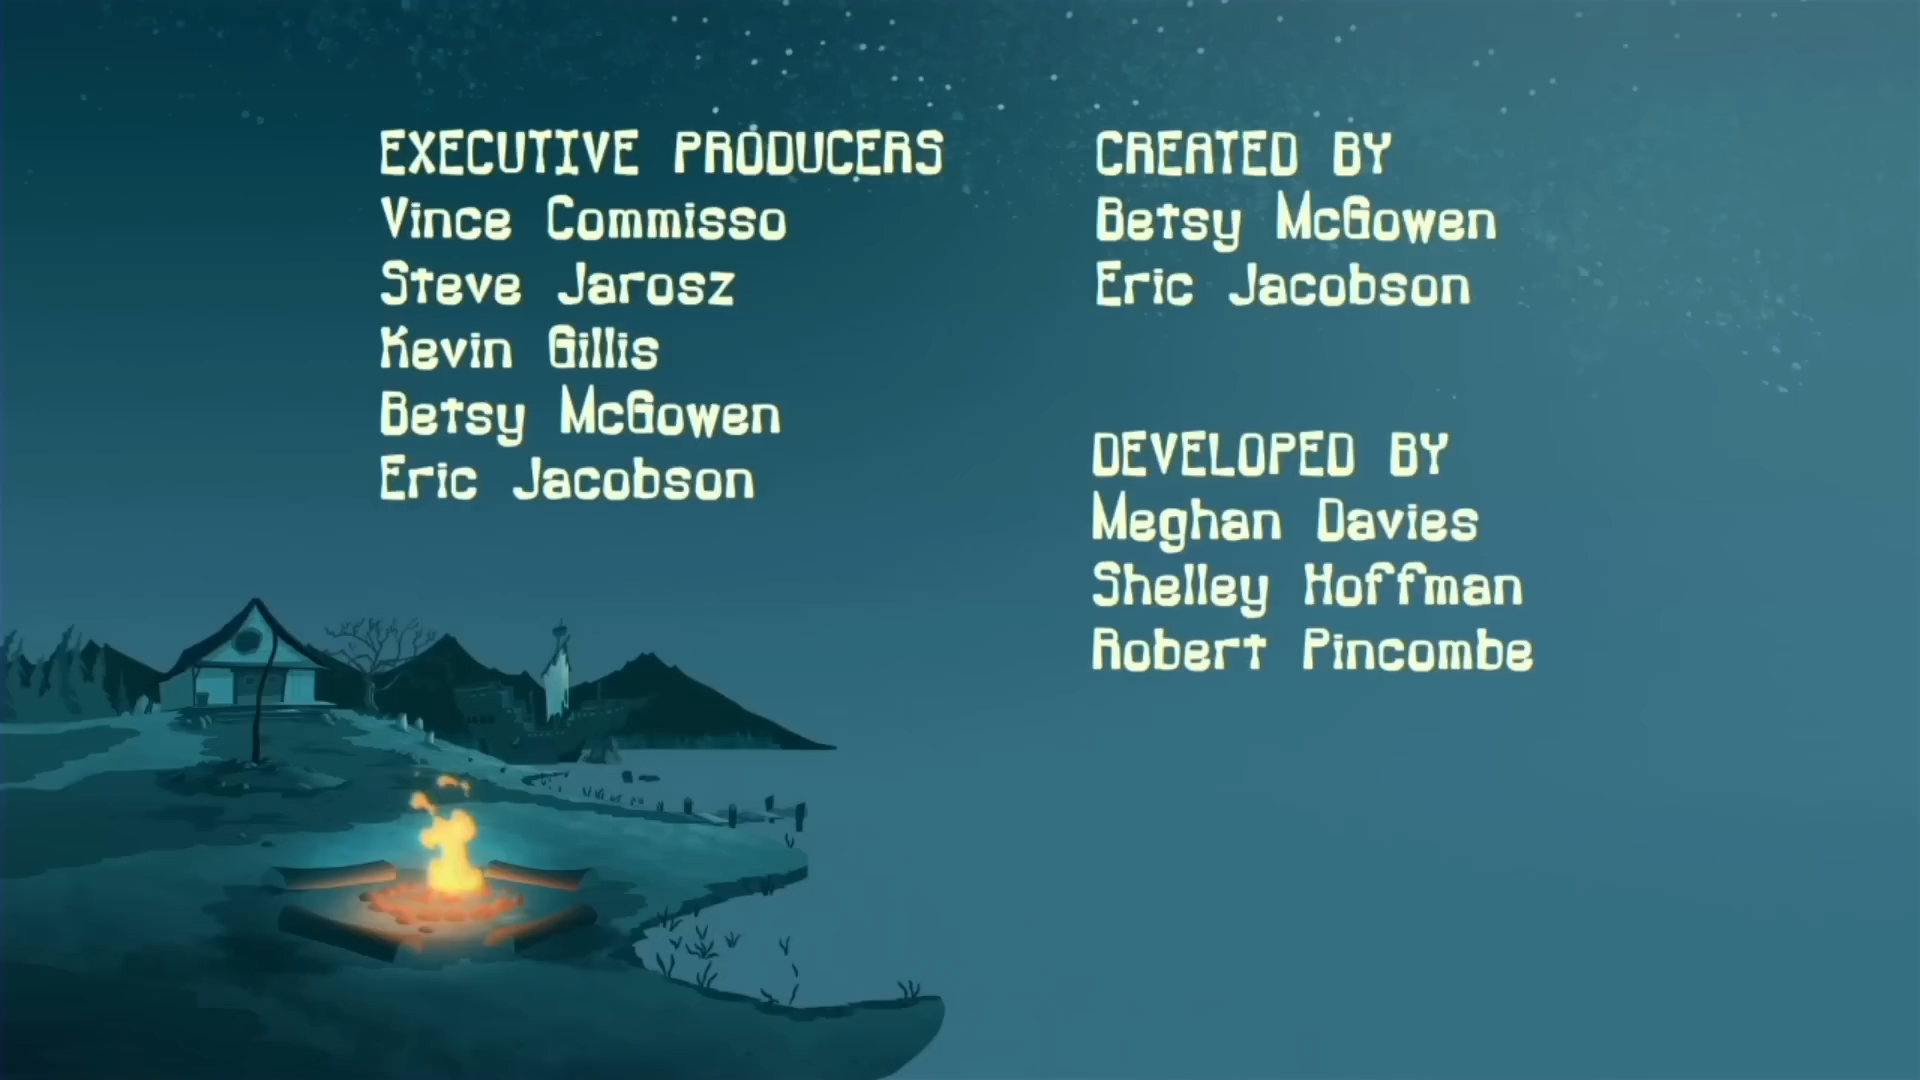 EXECUTIVE PRODUCERS
Vince Commisso
Steve Jarosz
Kevin Gillis
Betsy McGowen
Eric Jacobson
CREATED BY
Betsy McGowen
Eric Jacobson
DEVELOPED BY
Meghan Davies
Shelley Hoffman
Robert Pincombe